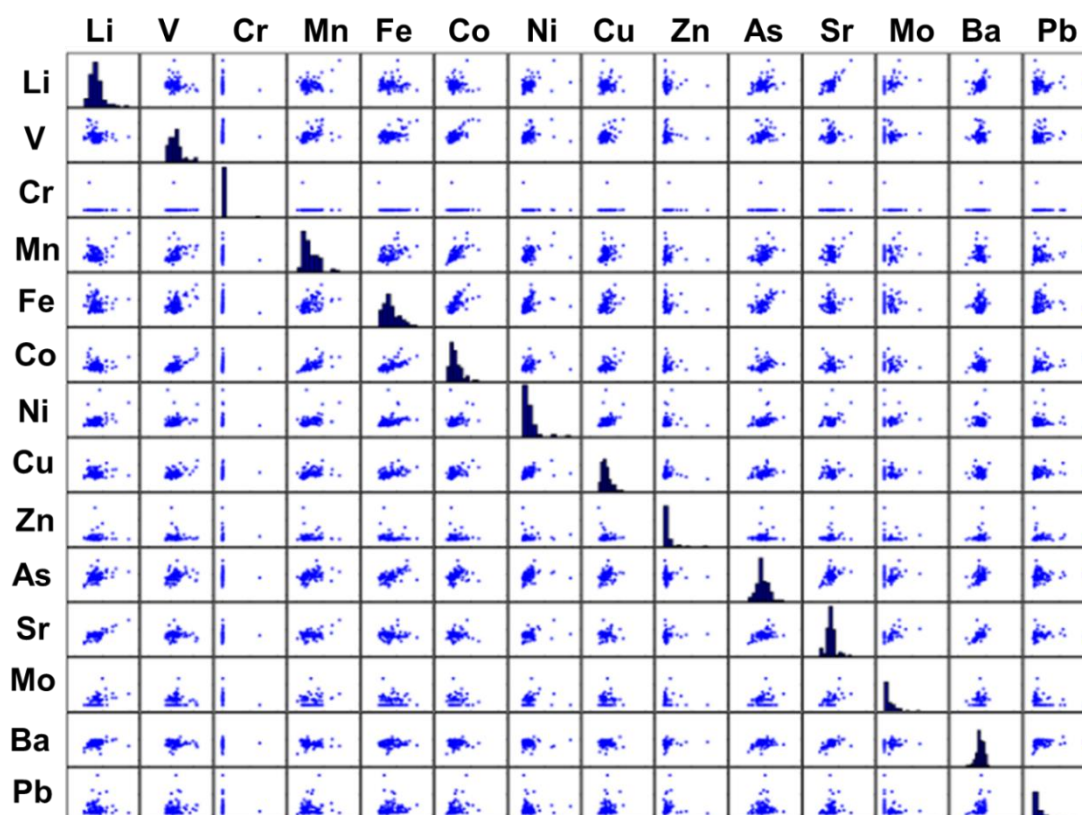 Li V Cr Mn Fe Co Ni Cu Zn As Sr Mo Ba Pb
Li
V
Cr
Mn
Fe
Co
Ni
Cu
Zn
As
Sr
Mo
Ba
Pb